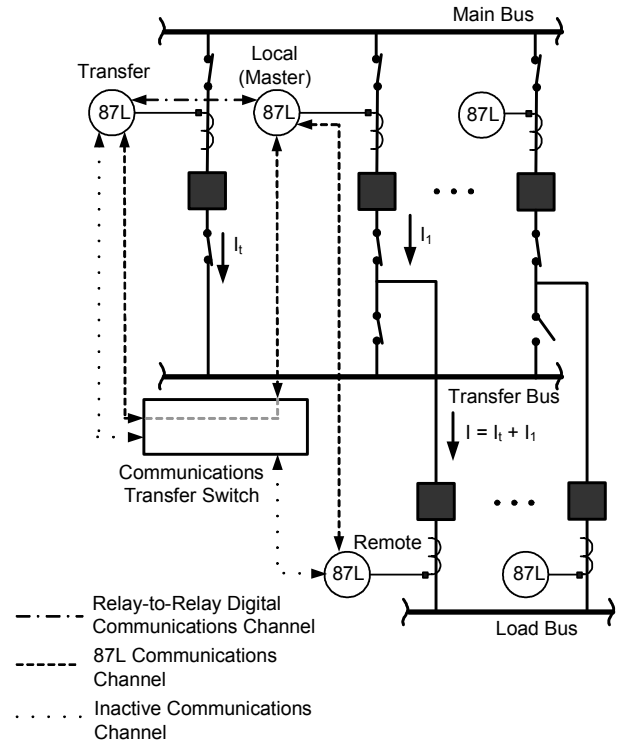 Main Bus
Transfer
Local
(Master)
87L
87L
87L
It
I1
Transfer Bus
I = It + I1
Communications
Transfer Switch
Remote
87L
87L
Load Bus
Relay-to-Relay Digital
Communications Channel
87L Communications
Channel
Inactive Communications
Channel